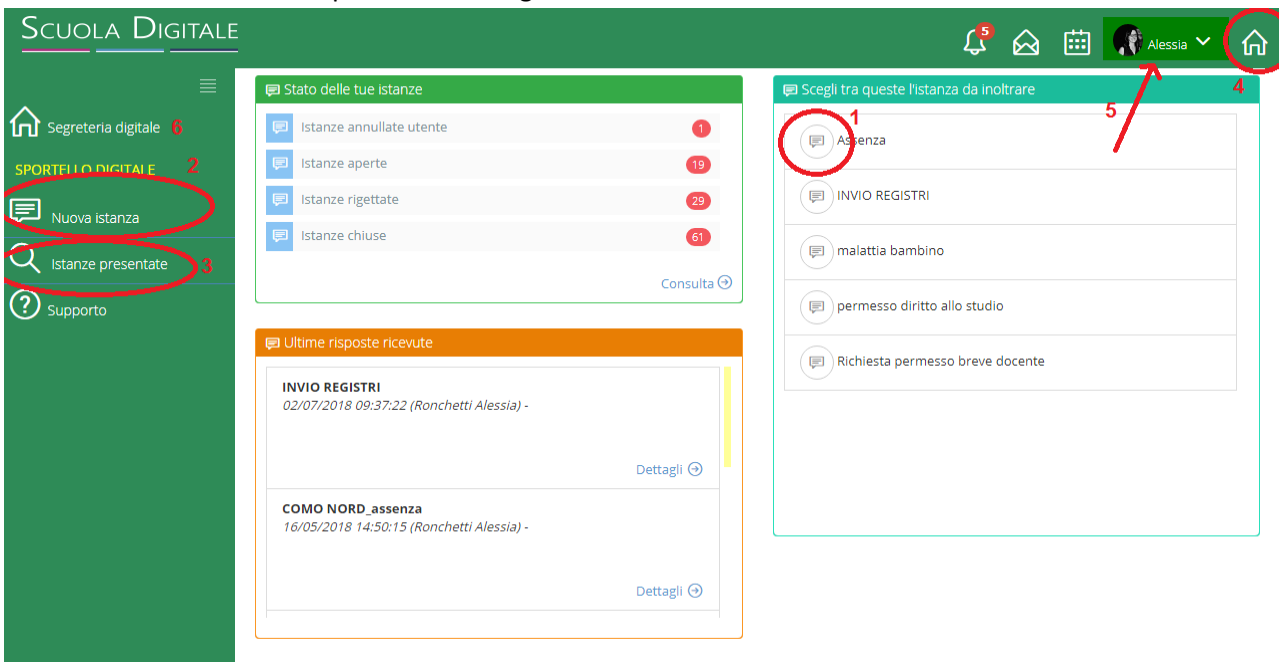 SCUOLA DIGITALE
5
Alessia
4
5
Segreteria digitale 6
SPORTELLO DIGITALE 2
Nuova istanza
Istanze presentate 3
Supporto
Stato delle tue istanze
Istanze annullate utente 1
Istanze aperte 19
Istanze rigettate 29
Istanze chiuse 61
Consulta
Ultime risposte ricevute
INVIO REGISTRI
02/07/2018 09:37:22 (Ronchetti Alessia) -
Dettagli
COMO NORD_assenza
16/05/2018 14:50:15 (Ronchetti Alessia) -
Dettagli
Scegli tra queste l'istanza da inoltrare
1
Assenza
INVIO REGISTRI
malattia bambino
permesso diritto allo studio
Richiesta permesso breve docente